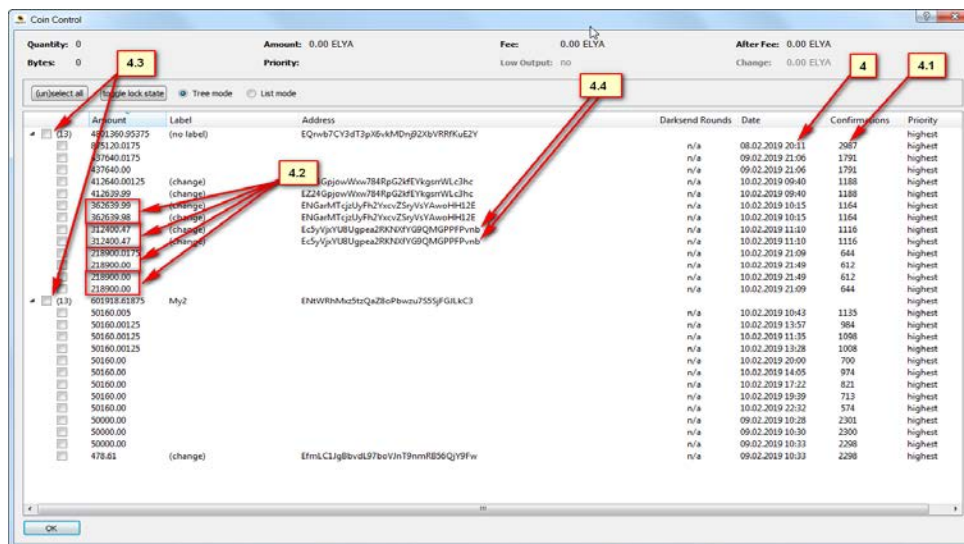 Coin Control
Quantity: 0 Amount: 0.00 ELYA Fee: 0.00 ELYA After Fee: 0.00 ELYA
Bytes: 0 Priority: Low Output: no Change: 0.00 ELYA
4.3 4 4.1
(un)select all toggle lock state Tree mode List mode
4.4
Amount Label Address Darksend Rounds Date Confirmations Priority
(13) 4801360.95375 (no label) highest
875120.0175 n/a 08.02.2019 20:11 2987 highest
437640.0175 n/a 09.02.2019 21:06 1791 highest
437640.00 n/a 09.02.2019 21:06 1791 highest
4.2
412640.00125 (change) n/a 10.02.2019 09:40 1188 highest
412639.99 (change) n/a 10.02.2019 09:40 1188 highest
362639.99 (change) n/a 10.02.2019 10:15 1164 highest
362639.98 (change) n/a 10.02.2019 10:15 1164 highest
312400.47 (change) n/a 10.02.2019 11:10 1116 highest
312400.47 (change) n/a 10.02.2019 11:10 1116 highest
218900.0175 n/a 10.02.2019 21:09 644 highest
218900.00 n/a 10.02.2019 21:49 612 highest
218900.00 n/a 10.02.2019 21:49 612 highest
218900.00 n/a 10.02.2019 21:09 644 highest
(13) 601918.61875 My2 highest
50160.005 n/a 10.02.2019 10:43 1135 highest
50160.00125 n/a 10.02.2019 13:57 984 highest
50160.00125 n/a 10.02.2019 11:35 1098 highest
50160.00125 n/a 10.02.2019 13:28 1008 highest
50160.00 n/a 10.02.2019 20:00 700 highest
50160.00 n/a 10.02.2019 14:05 974 highest
50160.00 n/a 10.02.2019 17:22 821 highest
50160.00 n/a 10.02.2019 19:39 713 highest
50160.00 n/a 10.02.2019 22:32 574 highest
50000.00 n/a 09.02.2019 10:28 2301 highest
50000.00 n/a 09.02.2019 10:30 2300 highest
50000.00 n/a 09.02.2019 10:33 2298 highest
478.61 (change) n/a 09.02.2019 10:33 2298 highest
OK